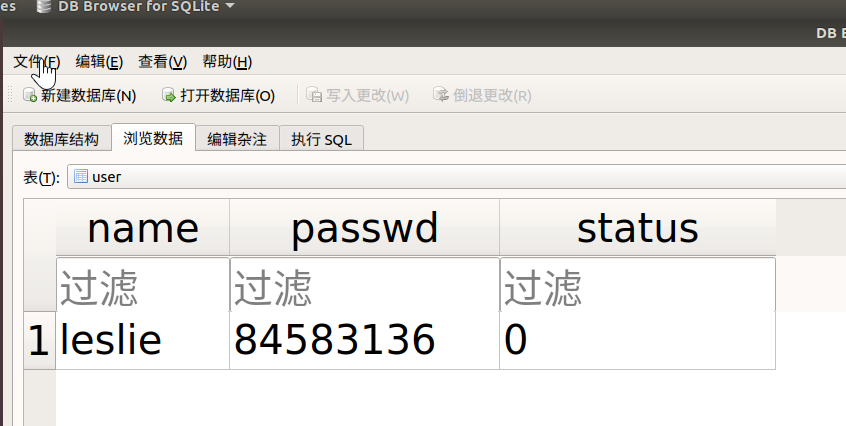 es DB Browser for SQLite
DB B
文件(F) 编辑(E) 查看(V) 帮助(H)
新建数据库(N) 打开数据库(O) 写入更改(W) 倒退更改(R)
数据库结构 浏览数据 编辑杂注 执行 SQL
表(T): user
name passwd status
过滤 过滤 过滤
1 leslie 84583136 0